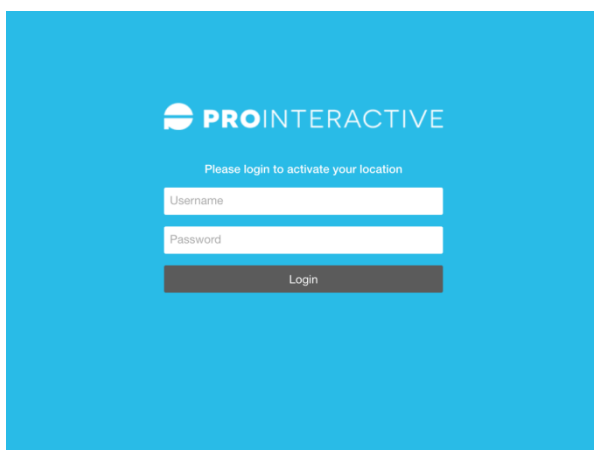 PROINTERACTIVE
Please login to activate your location
Username
Password
Login